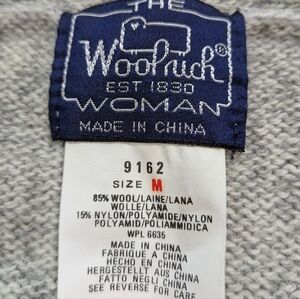 THE
Woolrich®
EST. 1830
WOMAN
MADE IN CHINA
9162
SIZE M
85% WOOL/LAINE/LANA
WOLLE/LANA
15% NYLON/POLYAMIDE/NYLON
POLYAMID/POLIAMMIDICA
WPL 6635
MADE IN CHINA
FABRIQUE A CHINA
HECHO EN CHINA
HERGESTELLT AUS CHINA
FATTO NEGLI CHINA
SEE REVERSE FOR CARE